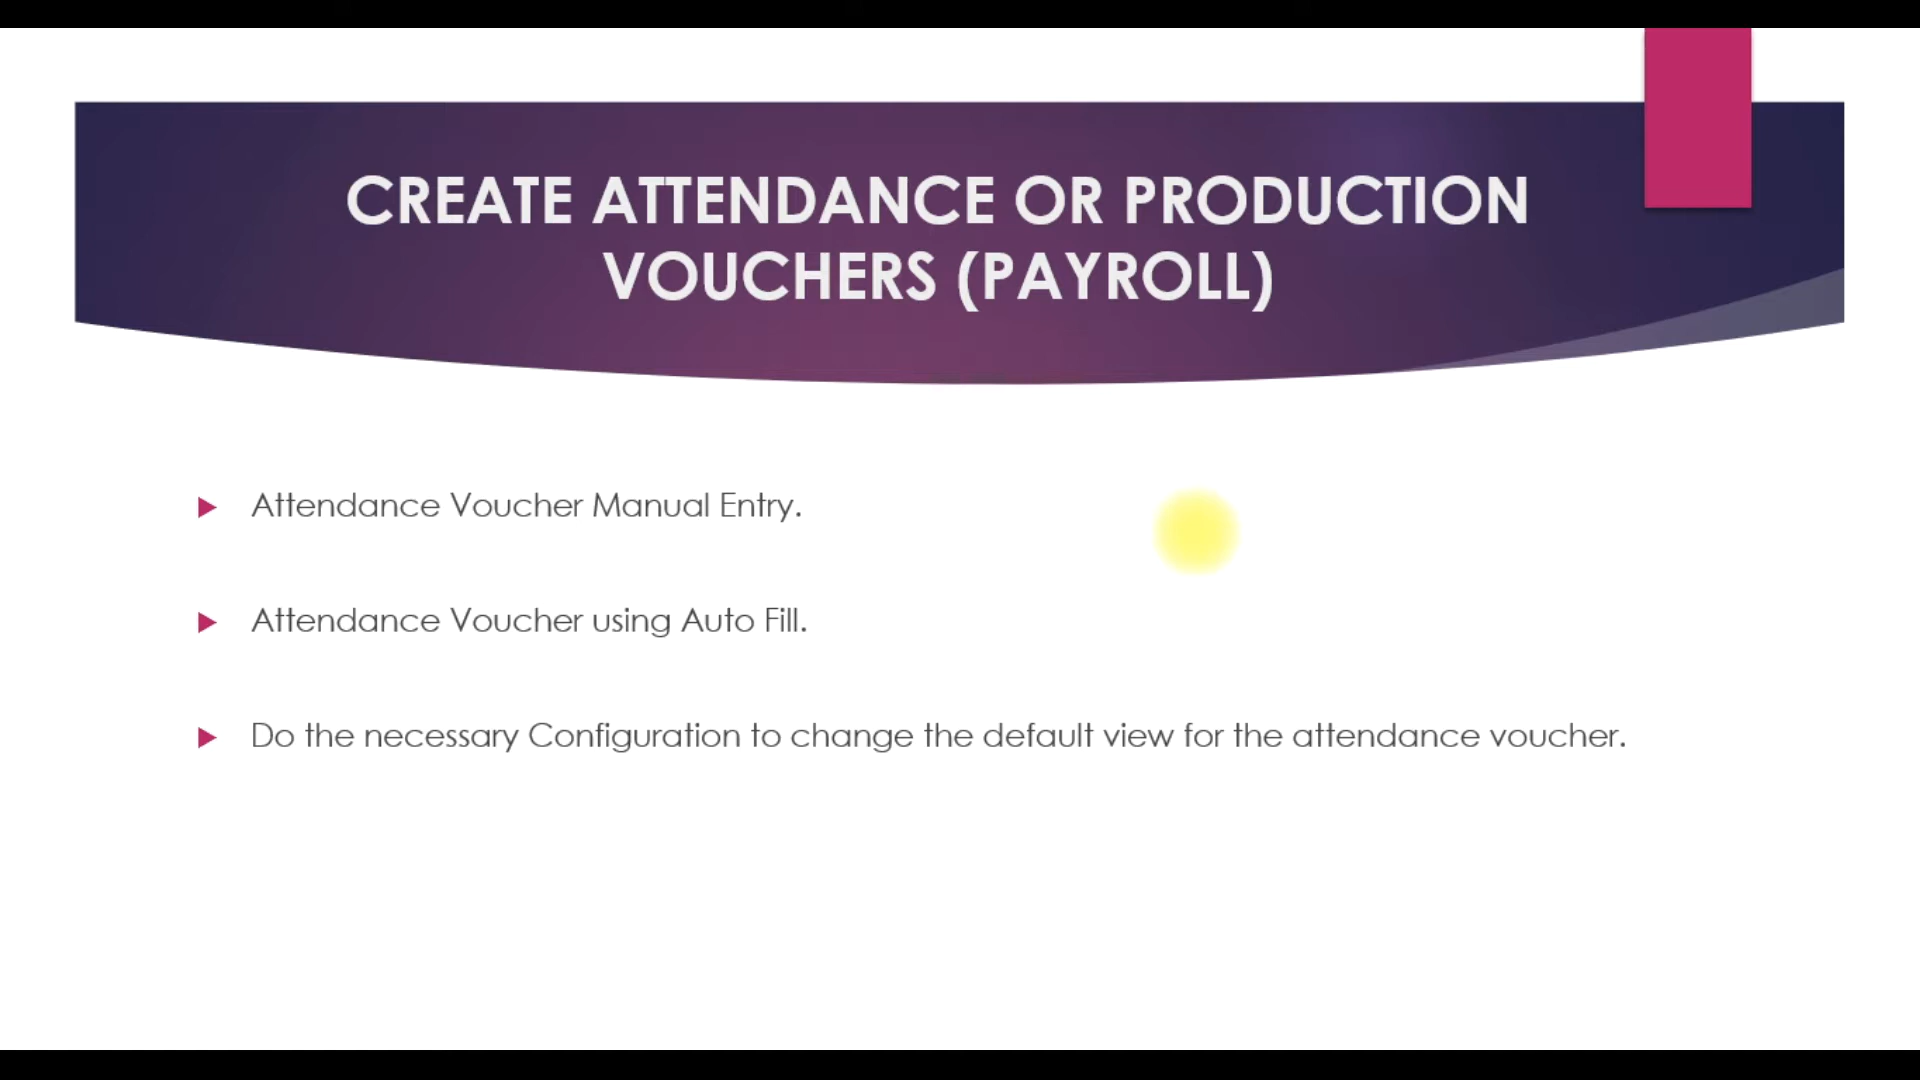 CREATE ATTENDANCE OR PRODUCTION
VOUCHERS (PAYROLL)
Attendance Voucher Manual Entry.
Attendance Voucher using Auto Fill.
Do the necessary Configuration to change the default view for the attendance voucher.